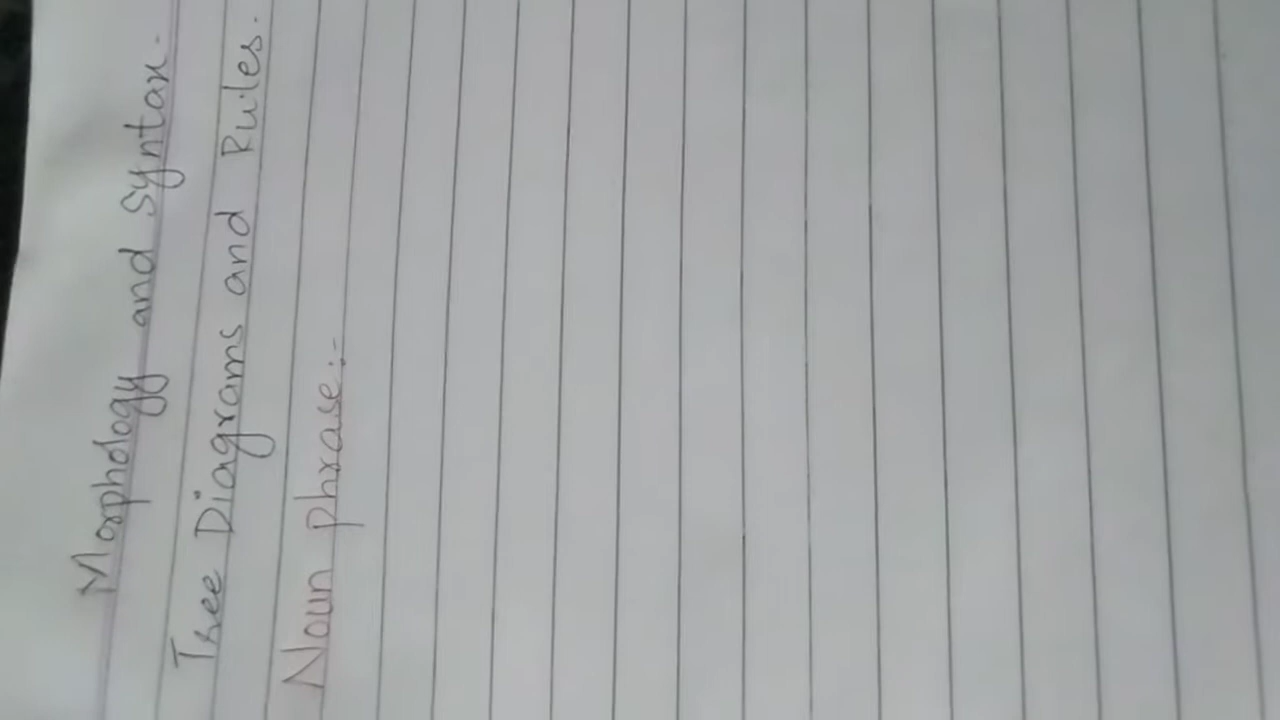 Morphology and Syntax.
Tree Diagrams and Rules.
Noun phrase:-